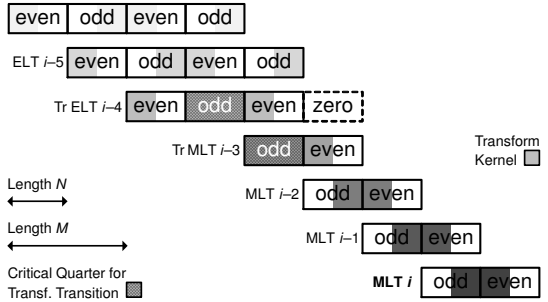 even odd even odd
ELT i–5 even odd even odd
Tr ELT i–4 even odd even zero
Tr MLT i–3 odd even
Transform
Kernel
Length N
MLT i–2 odd even
Length M
MLT i–1 odd even
Critical Quarter for
Transf. Transition
MLT i odd even